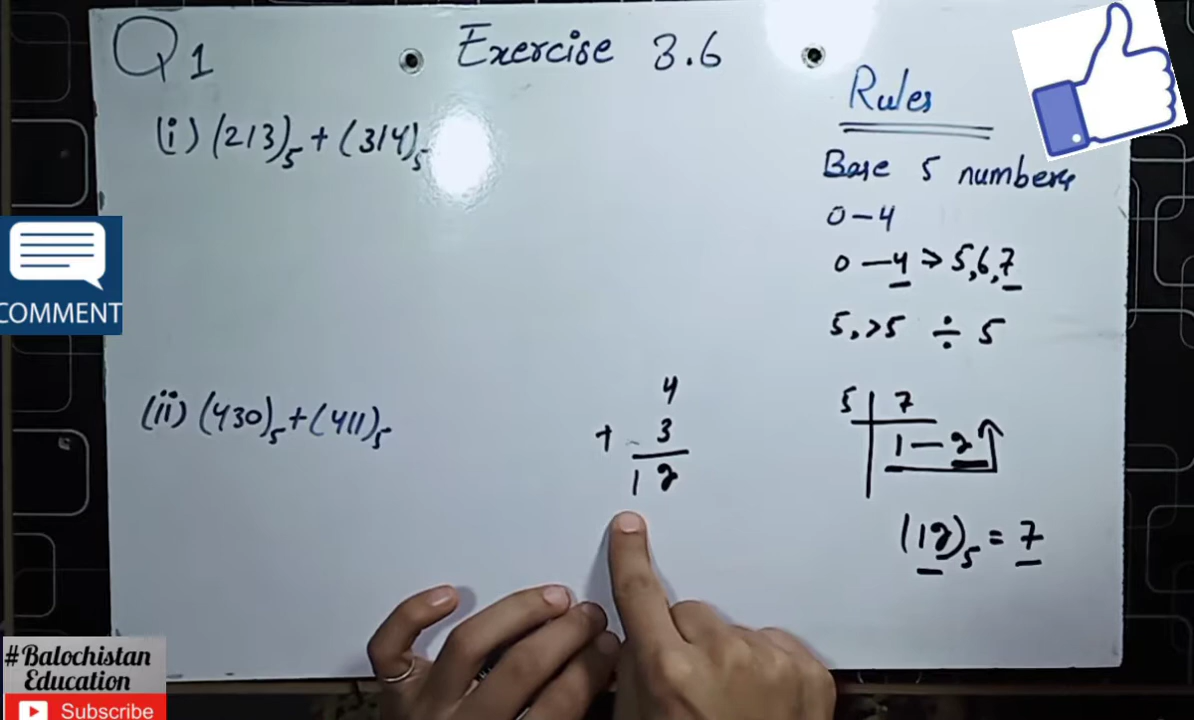 Q1
Exercise 3.6
(i) (213)₅ + (314)₅
Rules
Base 5 numbers
0 – 4
0 – 4 ⇒ 5,6,7
5, >5 ÷ 5
5 | 7
1 – 2
(12)₅ = 7
(ii) (430)₅ + (411)₅
4
+ 3
1 2
COMMENT
#Balochistan
Education
Subscribe